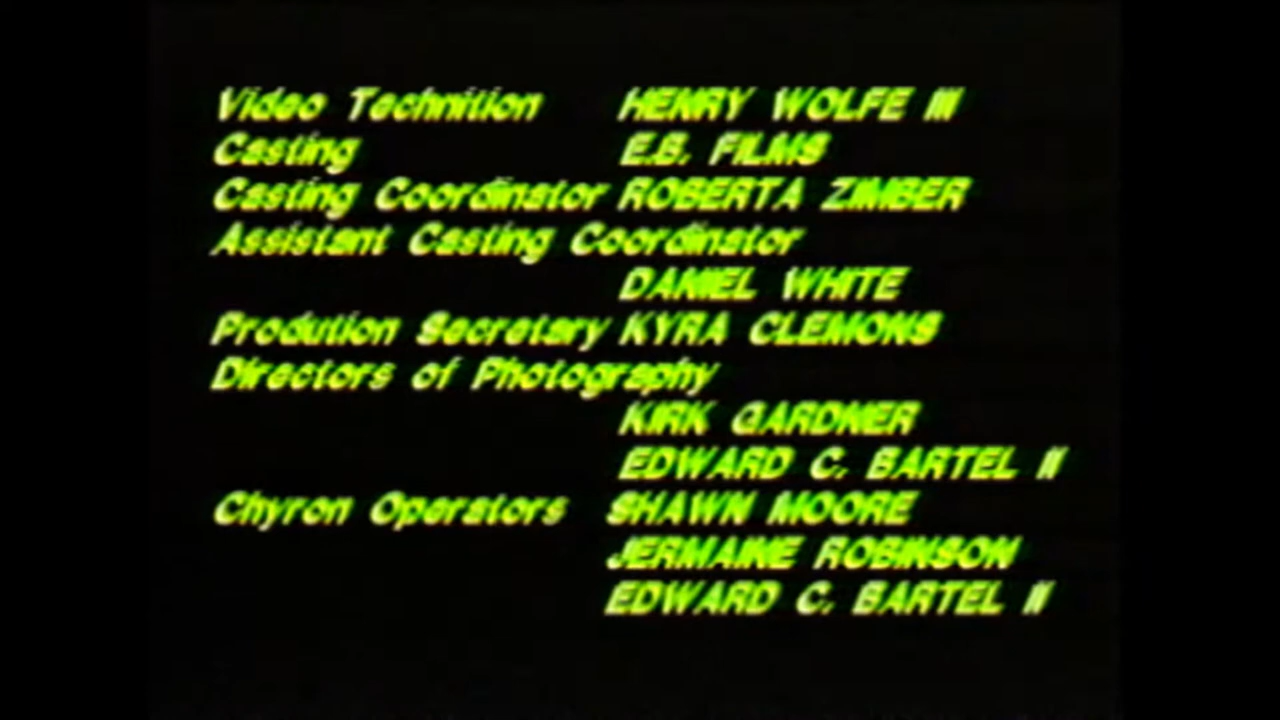 Video Technition HENRY WOLFE III
Casting E.B. FILMS
Casting Coordinator ROBERTA ZIMBER
Assistant Casting Coordinator
DANIEL WHITE
Prodution Secretary KYRA CLEMONS
Directors of Photography
KIRK GARDNER
EDWARD C. BARTEL II
Chyron Operators SHAWN MOORE
JERMAINE ROBINSON
EDWARD C. BARTEL II